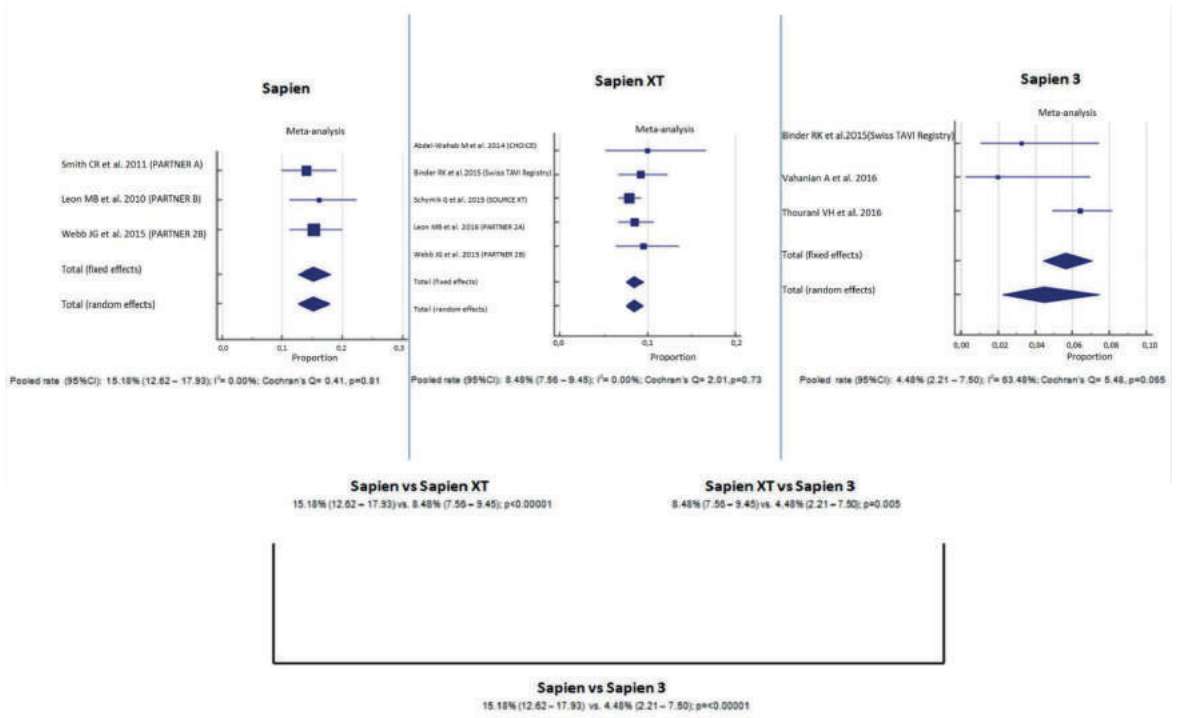 Sapien
Meta-analysis
Smith CR et al. 2011 (PARTNER A)
Leon MB et al. 2010 (PARTNER B)
Webb JG et al. 2015 (PARTNER 2B)
Total (fixed effects)
Total (random effects)
0,0 0,1 0,2 0,3
Proportion
Pooled rate (95%CI): 15.18% (12.62 – 17.93); I²= 0.00%; Cochran's Q= 0.41, p=0.81
Sapien XT
Meta-analysis
Abdel-Wahab M et al. 2014 (CHOICE)
Binder RK et al.2015 (Swiss TAVI Registry)
Schymik G et al. 2015 (SOURCE XT)
Leon MB et al. 2016 (PARTNER 2A)
Webb JG et al. 2015 (PARTNER 2B)
Total (fixed effects)
Total (random effects)
0,0 0,1 0,2
Proportion
Pooled rate (95%CI): 8.48% (7.56 – 9.45); I²= 0.00%; Cochran's Q= 2.01,p=0.73
Sapien 3
Meta-analysis
Binder RK et al.2015(Swiss TAVI Registry)
Vahanian A et al. 2016
Thourani VH et al. 2016
Total (fixed effects)
Total (random effects)
0,00 0,02 0,04 0,06 0,08 0,10
Proportion
Pooled rate (95%CI): 4.48% (2.21 – 7.50); I²= 63.48%; Cochran's Q= 5.48, p=0.065
Sapien vs Sapien XT
15.18% (12.62 – 17.93) vs. 8.48% (7.56 – 9.45); p<0.00001
Sapien XT vs Sapien 3
8.48% (7.56 – 9.45) vs. 4.48% (2.21 – 7.50); p=0.005
Sapien vs Sapien 3
15.18% (12.62 – 17.93) vs. 4.48% (2.21 – 7.50); p=<0.00001